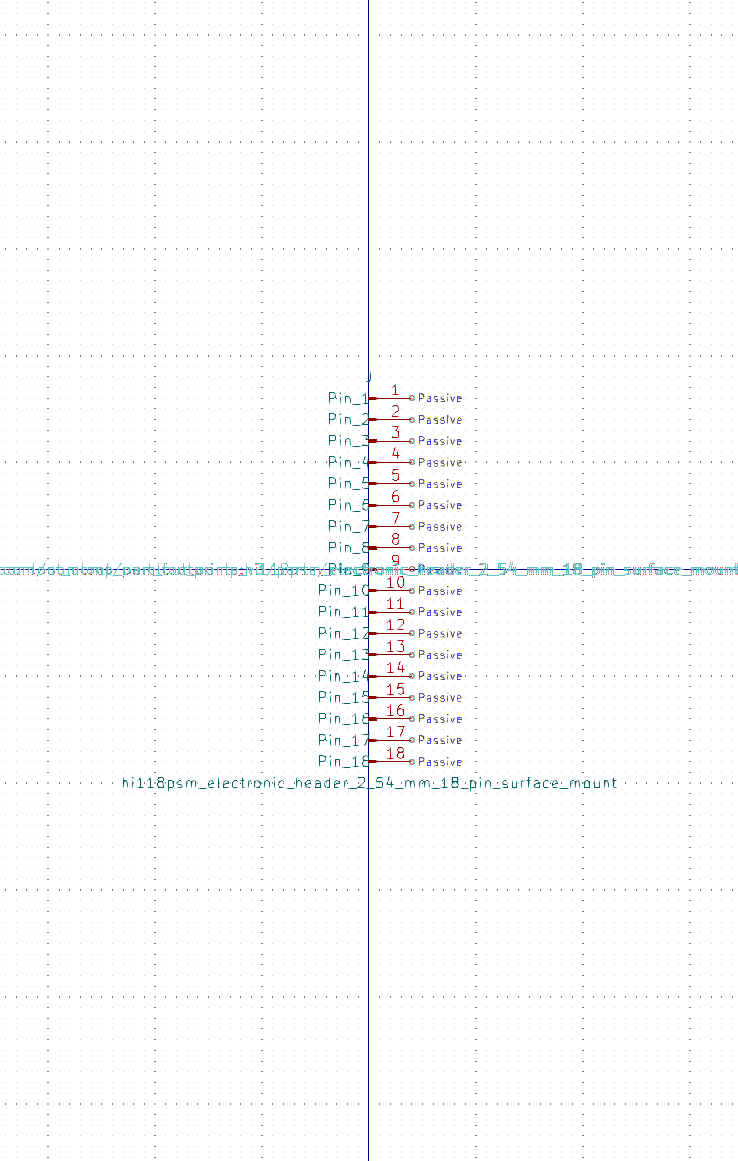 J
Pin_1 1 Passive
Pin_2 2 Passive
Pin_3 3 Passive
Pin_4 4 Passive
Pin_5 5 Passive
Pin_6 6 Passive
Pin_7 7 Passive
Pin_8 8 Passive
9
header_2_54_mm_18_pin_surface_mount
Pin_10 10 Passive
Pin_11 11 Passive
Pin_12 12 Passive
Pin_13 13 Passive
Pin_14 14 Passive
Pin_15 15 Passive
Pin_16 16 Passive
Pin_17 17 Passive
Pin_18 18 Passive
hi118psm_electronic_header_2_54_mm_18_pin_surface_mount